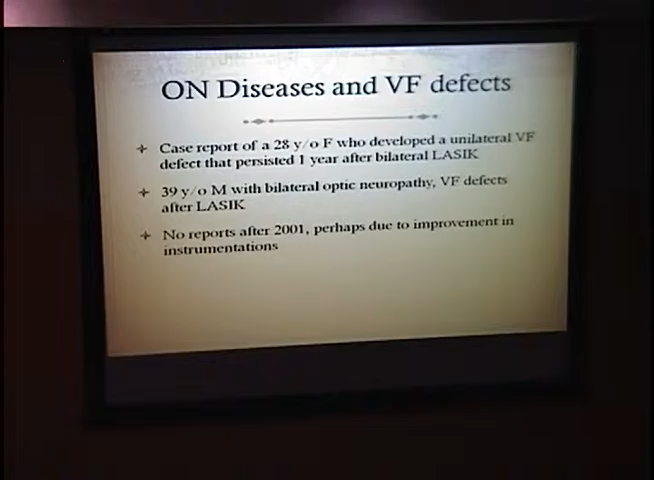 ON Diseases and VF defects
Case report of a 28 y/o F who developed a unilateral VF
defect that persisted 1 year after bilateral LASIK
39 y/o M with bilateral optic neuropathy, VF defects
after LASIK
No reports after 2001, perhaps due to improvement in
instrumentations